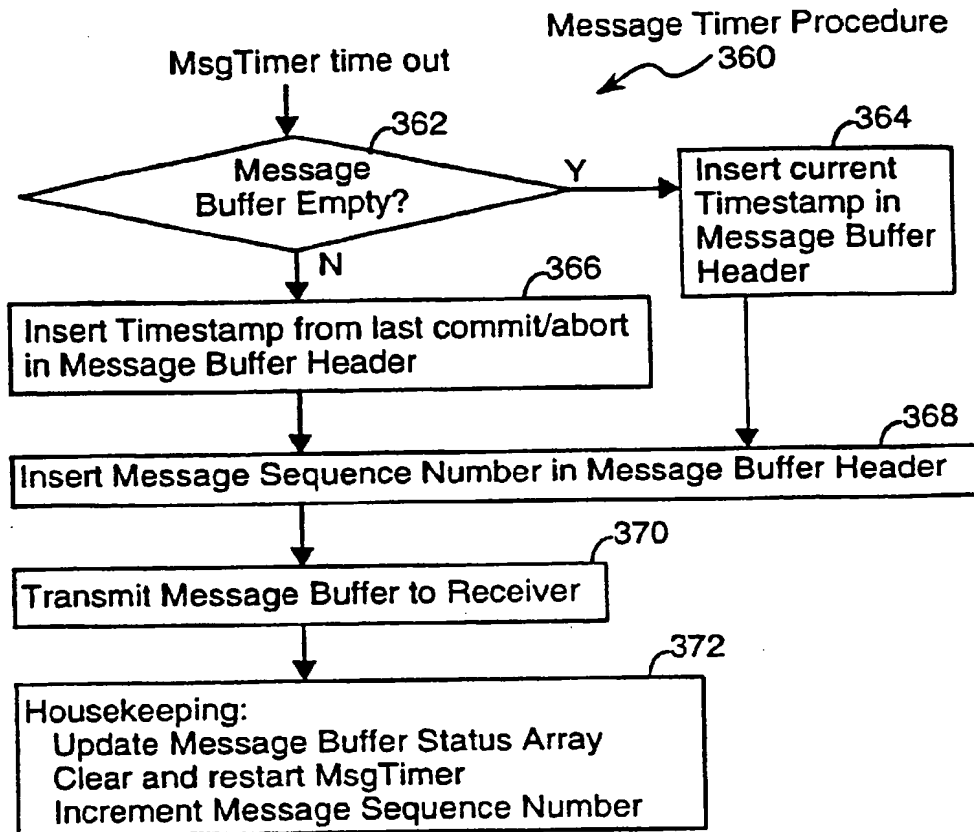 Message Timer Procedure
360
MsgTimer time out
362
Message
Buffer Empty?
Y
N
364
Insert current
Timestamp in
Message Buffer
Header
366
Insert Timestamp from last commit/abort
in Message Buffer Header
368
Insert Message Sequence Number in Message Buffer Header
370
Transmit Message Buffer to Receiver
372
Housekeeping:
Update Message Buffer Status Array
Clear and restart MsgTimer
Increment Message Sequence Number